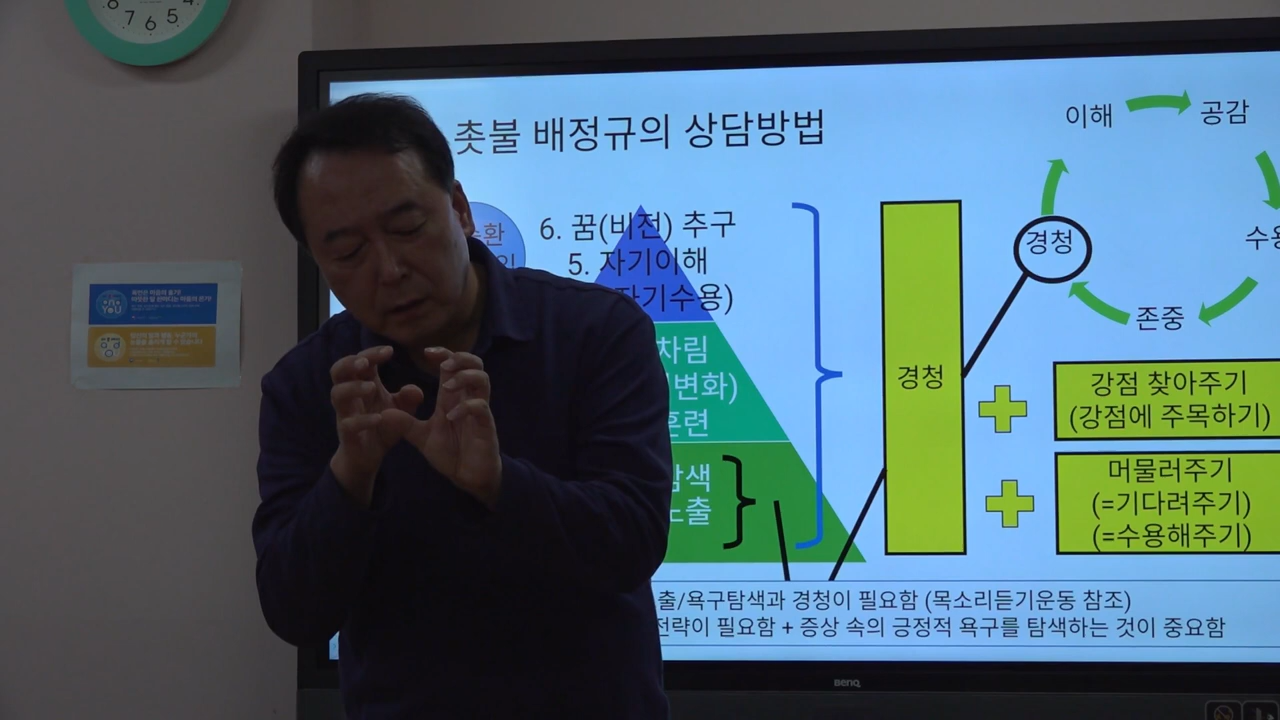 8 7 6 5 4
촛불 배정규의 상담방법
이해
공감
6. 꿈(비전) 추구
5. 자기이해
자기수용)
차림
변화)
훈련
탐색
노출
경청
경청
존중
강점 찾아주기
(강점에 주목하기)
머물러주기
(=기다려주기)
(=수용해주기)
출/욕구탐색과 경청이 필요함 (목소리듣기운동 참조)
전략이 필요함 + 증상 속의 긍정적 욕구를 탐색하는 것이 중요함
BenQ